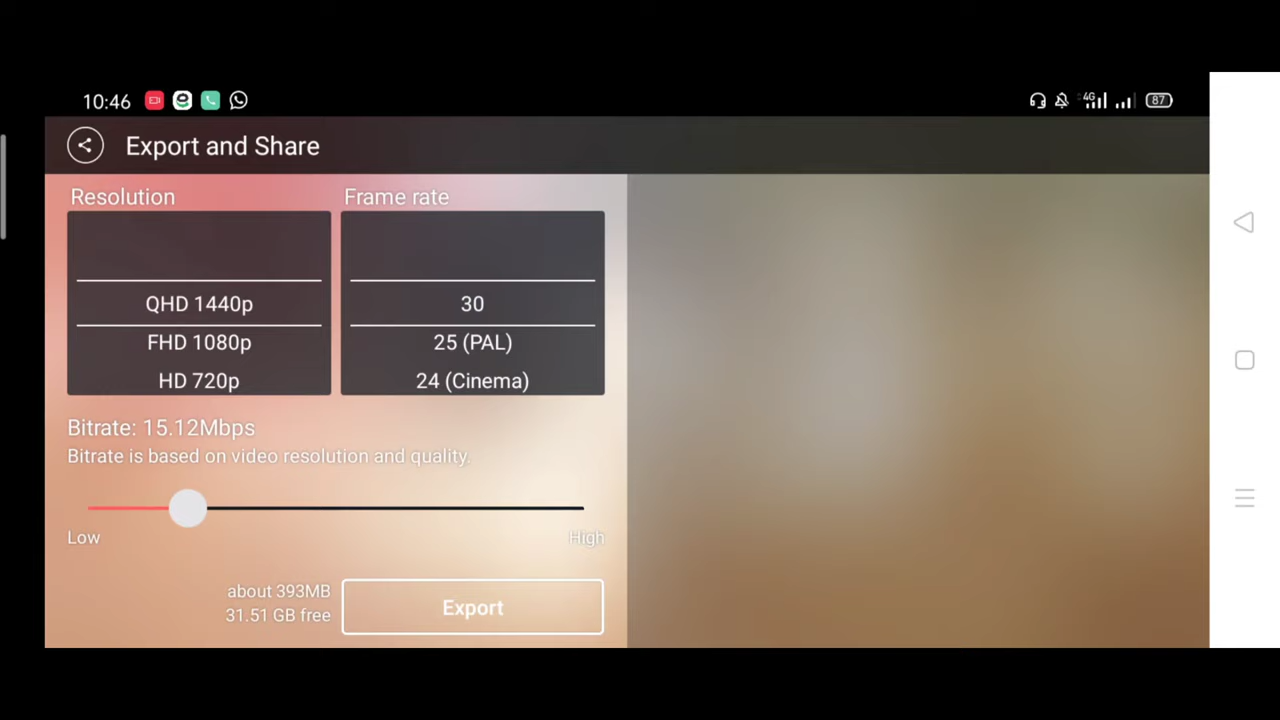 10:46
4G
87
Export and Share
Resolution
Frame rate
QHD 1440p
30
FHD 1080p
25 (PAL)
HD 720p
24 (Cinema)
Bitrate: 15.12Mbps
Bitrate is based on video resolution and quality.
Low
High
about 393MB
31.51 GB free
Export